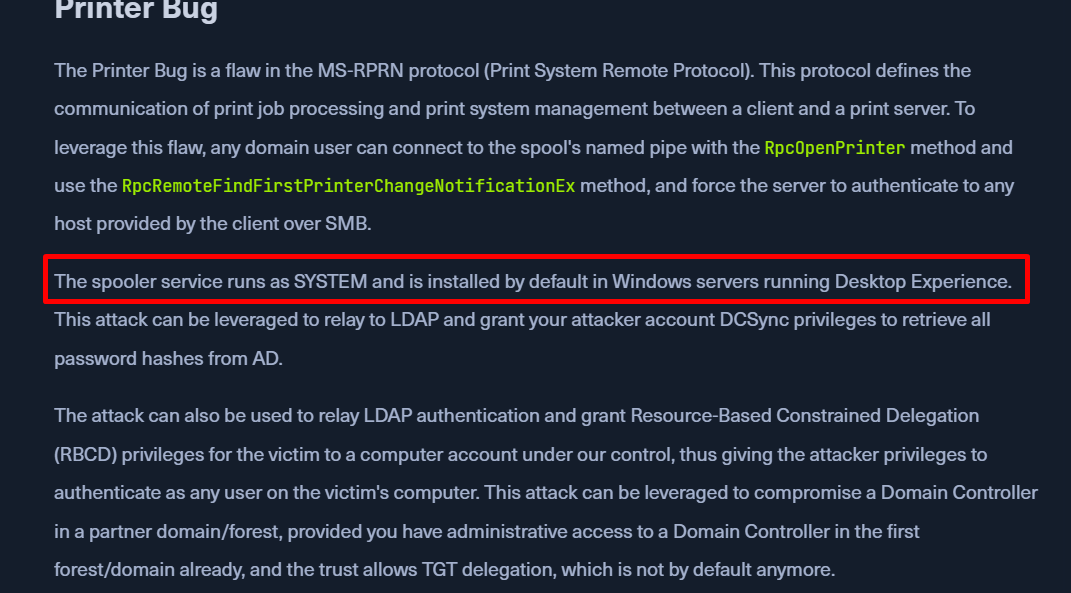 Printer Bug
The Printer Bug is a flaw in the MS-RPRN protocol (Print System Remote Protocol). This protocol defines the
communication of print job processing and print system management between a client and a print server. To
leverage this flaw, any domain user can connect to the spool's named pipe with the RpcOpenPrinter method and
use the RpcRemoteFindFirstPrinterChangeNotificationEx method, and force the server to authenticate to any
host provided by the client over SMB.
The spooler service runs as SYSTEM and is installed by default in Windows servers running Desktop Experience.
This attack can be leveraged to relay to LDAP and grant your attacker account DCSync privileges to retrieve all
password hashes from AD.
The attack can also be used to relay LDAP authentication and grant Resource-Based Constrained Delegation
(RBCD) privileges for the victim to a computer account under our control, thus giving the attacker privileges to
authenticate as any user on the victim's computer. This attack can be leveraged to compromise a Domain Controller
in a partner domain/forest, provided you have administrative access to a Domain Controller in the first
forest/domain already, and the trust allows TGT delegation, which is not by default anymore.